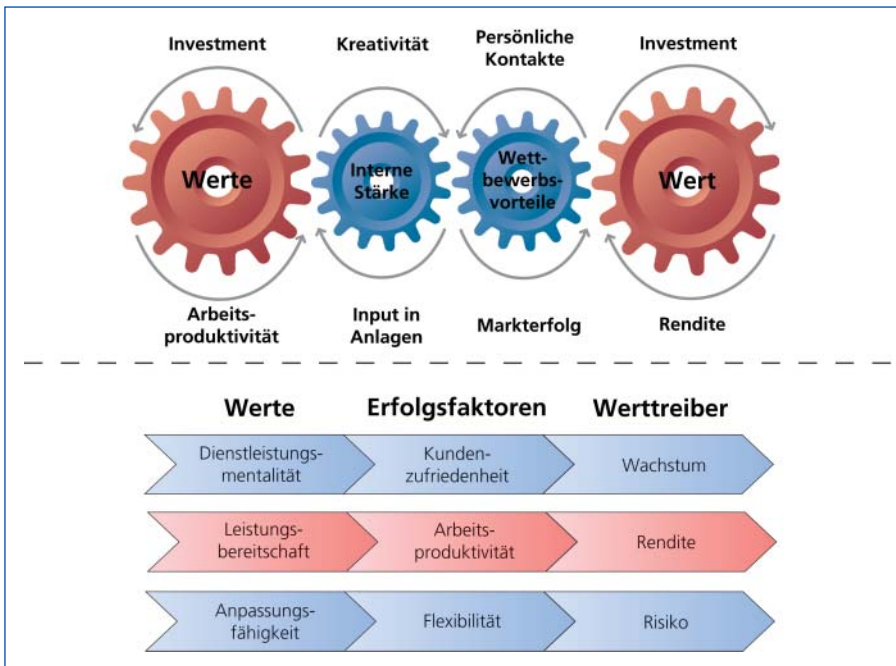 Investment
Kreativität
Persönliche
Kontakte
Investment
Werte
Interne
Stärke
Wett-
bewerbs-
vorteile
Wert
Arbeits-
produktivität
Input in
Anlagen
Markterfolg
Rendite
Werte
Erfolgsfaktoren
Werttreiber
Dienstleistungs-
mentalität
Kunden-
zufriedenheit
Wachstum
Leistungs-
bereitschaft
Arbeits-
produktivität
Rendite
Anpassungs-
fähigkeit
Flexibilität
Risiko